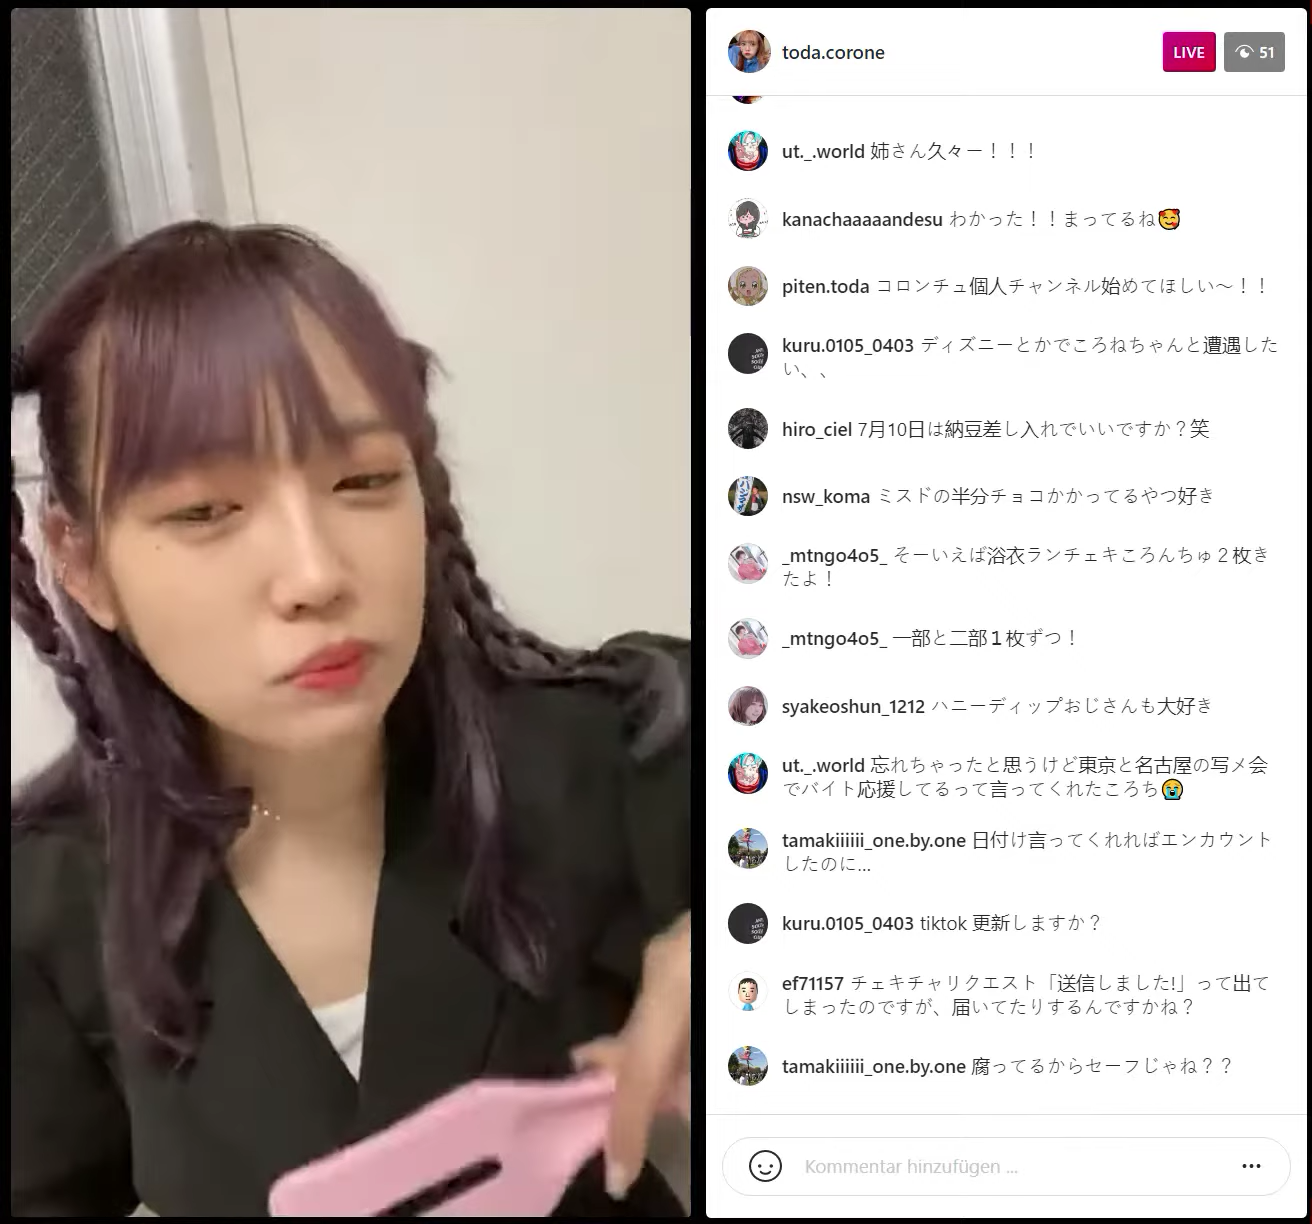 toda.corone
LIVE
51
ut._.world 姉さん久々ー！！！
kanachaaaaandesu わかった！！まってるね🥰
piten.toda コロンチュ個人チャンネル始めてほしい〜！！
kuru.0105_0403 ディズニーとかでころねちゃんと遭遇した
い、、
hiro_ciel 7月10日は納豆差し入れでいいですか？笑
nsw_koma ミスドの半分チョコかかってるやつ好き
_mtngo4o5_ そーいえば浴衣ランチェキころんちゅ２枚き
たよ！
_mtngo4o5_ 一部と二部１枚ずつ！
syakeoshun_1212 ハニーディップおじさんも大好き
ut._.world 忘れちゃったと思うけど東京と名古屋の写メ会
でバイト応援してるって言ってくれたころち😭
tamakiiiiii_one.by.one 日付け言ってくれればエンカウント
したのに...
kuru.0105_0403 tiktok 更新しますか？
ef71157 チェキチャリクエスト「送信しました!」って出て
しまったのですが、届いてたりするんですかね？
tamakiiiiii_one.by.one 腐ってるからセーフじゃね？？
Kommentar hinzufügen ...